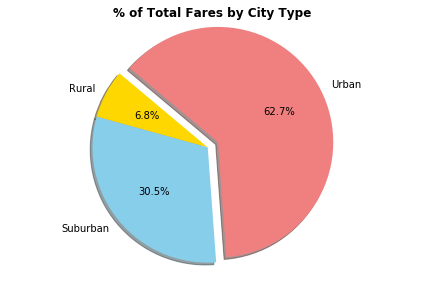 % of Total Fares by City Type
Urban
Rural
62.7%
6.8%
30.5%
Suburban